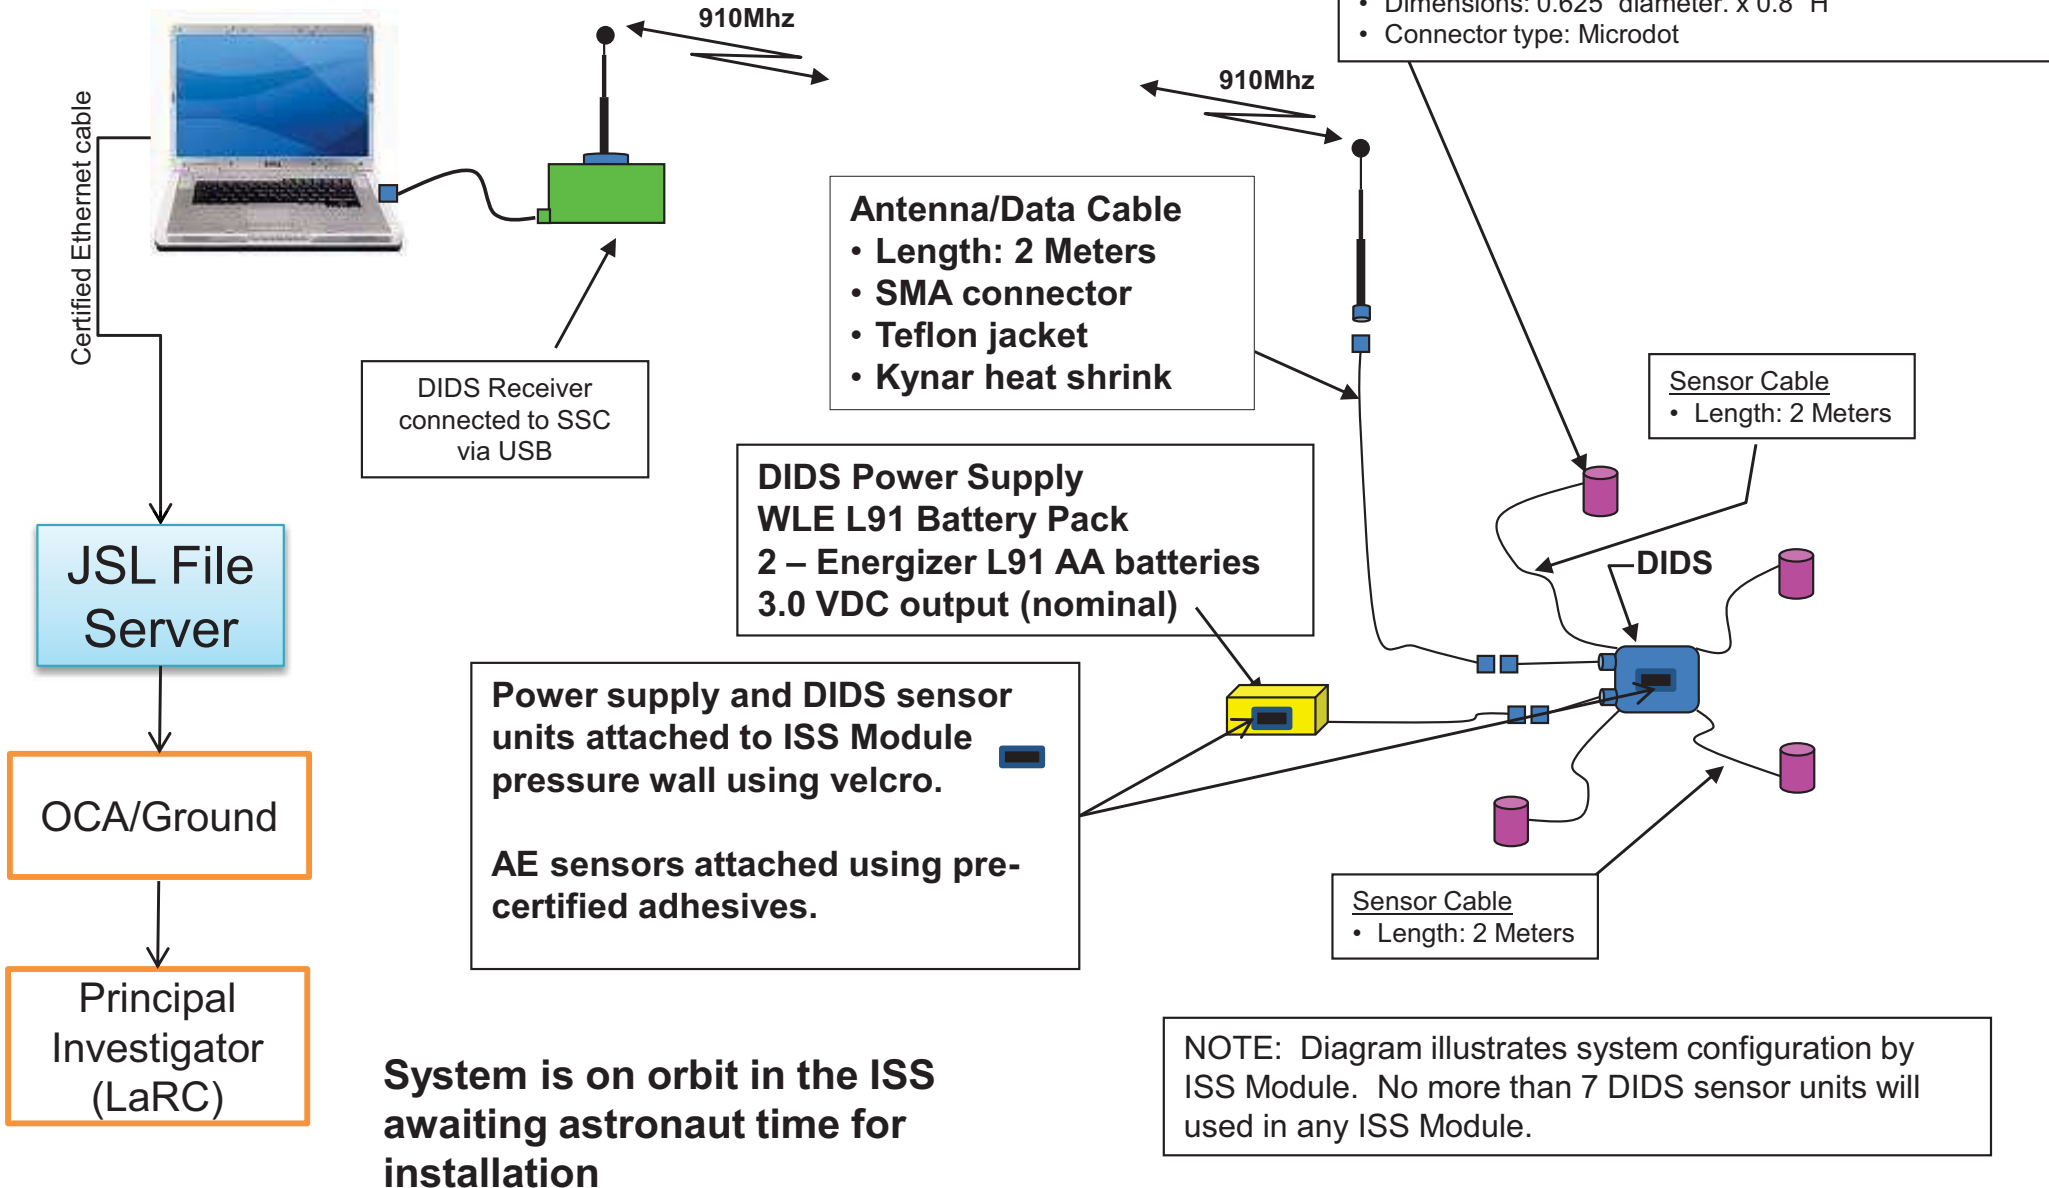 910Mhz
• Dimensions: 0.625" diameter. x 0.8" H
• Connector type: Microdot
910Mhz
Certified Ethernet cable
Antenna/Data Cable
• Length: 2 Meters
• SMA connector
• Teflon jacket
• Kynar heat shrink
DIDS Receiver
connected to SSC
via USB
Sensor Cable
• Length: 2 Meters
DIDS Power Supply
WLE L91 Battery Pack
2 – Energizer L91 AA batteries
3.0 VDC output (nominal)
DIDS
JSL File
Server
Power supply and DIDS sensor
units attached to ISS Module
pressure wall using velcro.
AE sensors attached using pre-
certified adhesives.
OCA/Ground
Sensor Cable
• Length: 2 Meters
Principal
Investigator
(LaRC)
System is on orbit in the ISS
awaiting astronaut time for
installation
NOTE: Diagram illustrates system configuration by
ISS Module. No more than 7 DIDS sensor units will
used in any ISS Module.